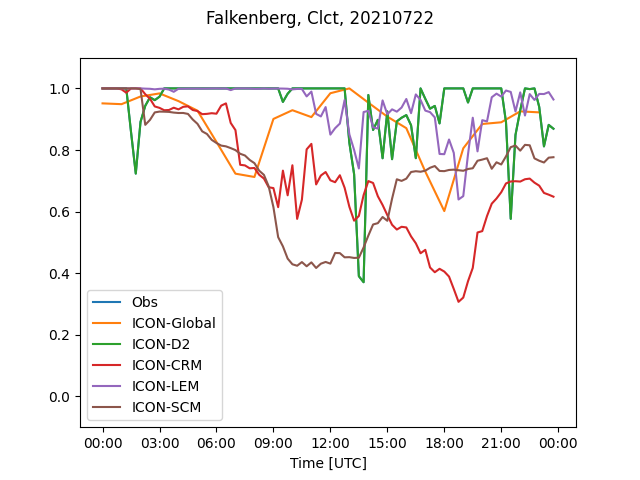 Falkenberg, Clct, 20210722
1.0
0.8
0.6
0.4
0.2
0.0
Obs
ICON-Global
ICON-D2
ICON-CRM
ICON-LEM
ICON-SCM
00:00 03:00 06:00 09:00 12:00 15:00 18:00 21:00 00:00
Time [UTC]